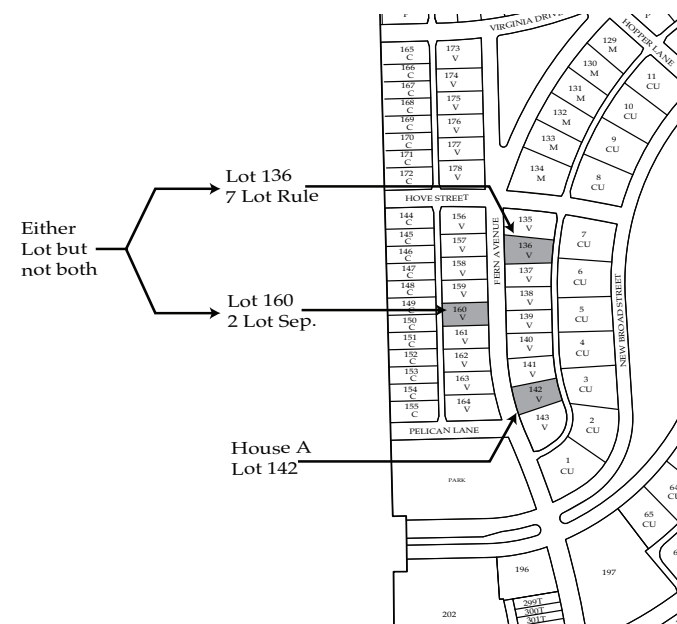 P
VIRGINIA DRIV
HOPPER LANE
P
165
C
166
C
167
C
168
C
169
C
170
C
171
C
172
C
173
V
174
V
175
V
176
V
177
V
178
V
129
M
130
M
131
M
132
M
133
M
134
M
11
CU
10
CU
9
CU
8
CU
Lot 136
7 Lot Rule
Either
Lot but
not both
Lot 160
2 Lot Sep.
House A
Lot 142
HOVE STREET
144
C
145
C
146
C
147
C
148
C
149
C
150
C
151
C
152
C
153
C
154
C
155
C
156
V
157
V
158
V
159
V
160
V
161
V
162
V
163
V
164
V
FERN AVENUE
135
V
136
V
137
V
138
V
139
V
140
V
141
V
142
V
143
V
7
CU
6
CU
5
CU
4
CU
3
CU
2
CU
1
CU
NEW BROAD STREET
PELICAN LANE
PARK
64
CU
65
CU
6
196
197
299T
300T
301T
202